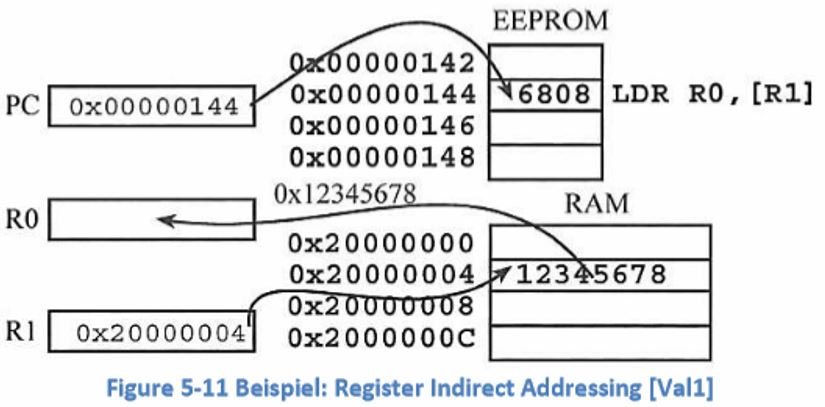 EEPROM
0x00000142
PC 0x00000144 0x00000144 6808 LDR R0,[R1]
0x00000146
0x00000148
0x12345678
R0 RAM
0x20000000
0x20000004 12345678
0x20000008
R1 0x20000004 0x2000000C
Figure 5-11 Beispiel: Register Indirect Addressing [Val1]